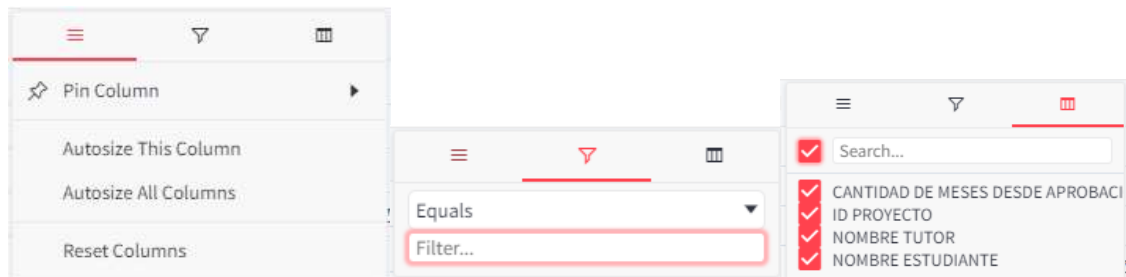 Pin Column
Autosize This Column
Autosize All Columns
Reset Columns
Equals
Filter...
Search...
CANTIDAD DE MESES DESDE APROBACI
ID PROYECTO
NOMBRE TUTOR
NOMBRE ESTUDIANTE